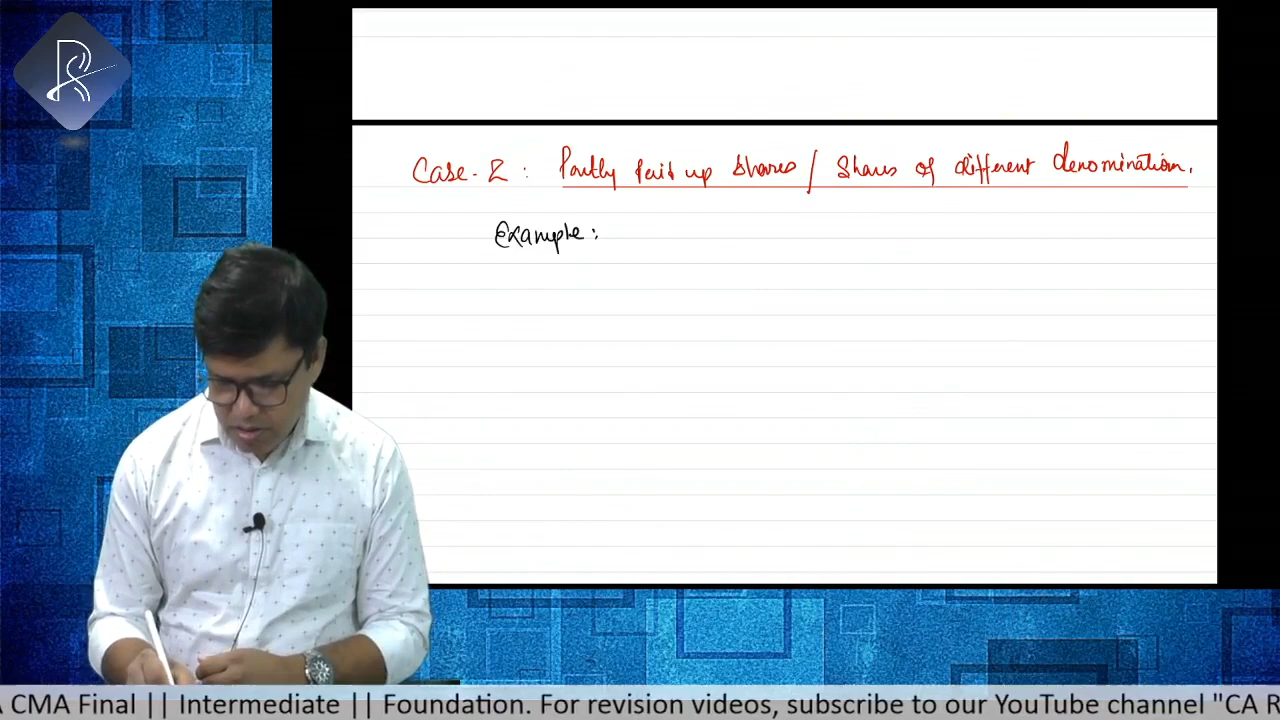 Case-2: Partly Paid up Shares / Shares of different denomination.
Example:
A CMA Final || Intermediate || Foundation. For revision videos, subscribe to our YouTube channel "CA R